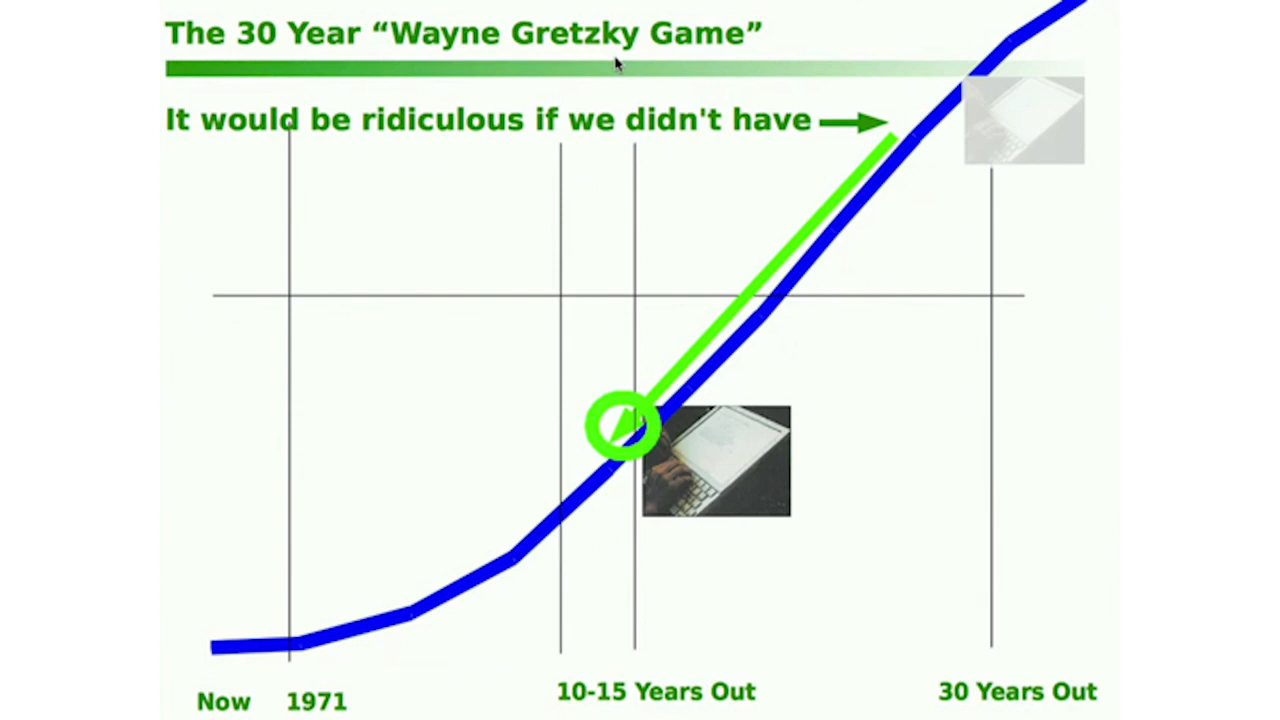 The 30 Year “Wayne Gretzky Game”
It would be ridiculous if we didn't have
Now 1971 10-15 Years Out 30 Years Out